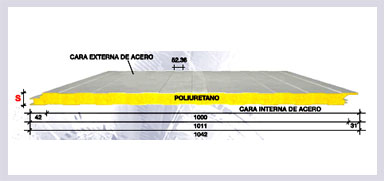 CARA EXTERNA DE ACERO
52.36
S
POLIURETANO
CARA INTERNA DE ACERO
42
1000
31
1011
1042